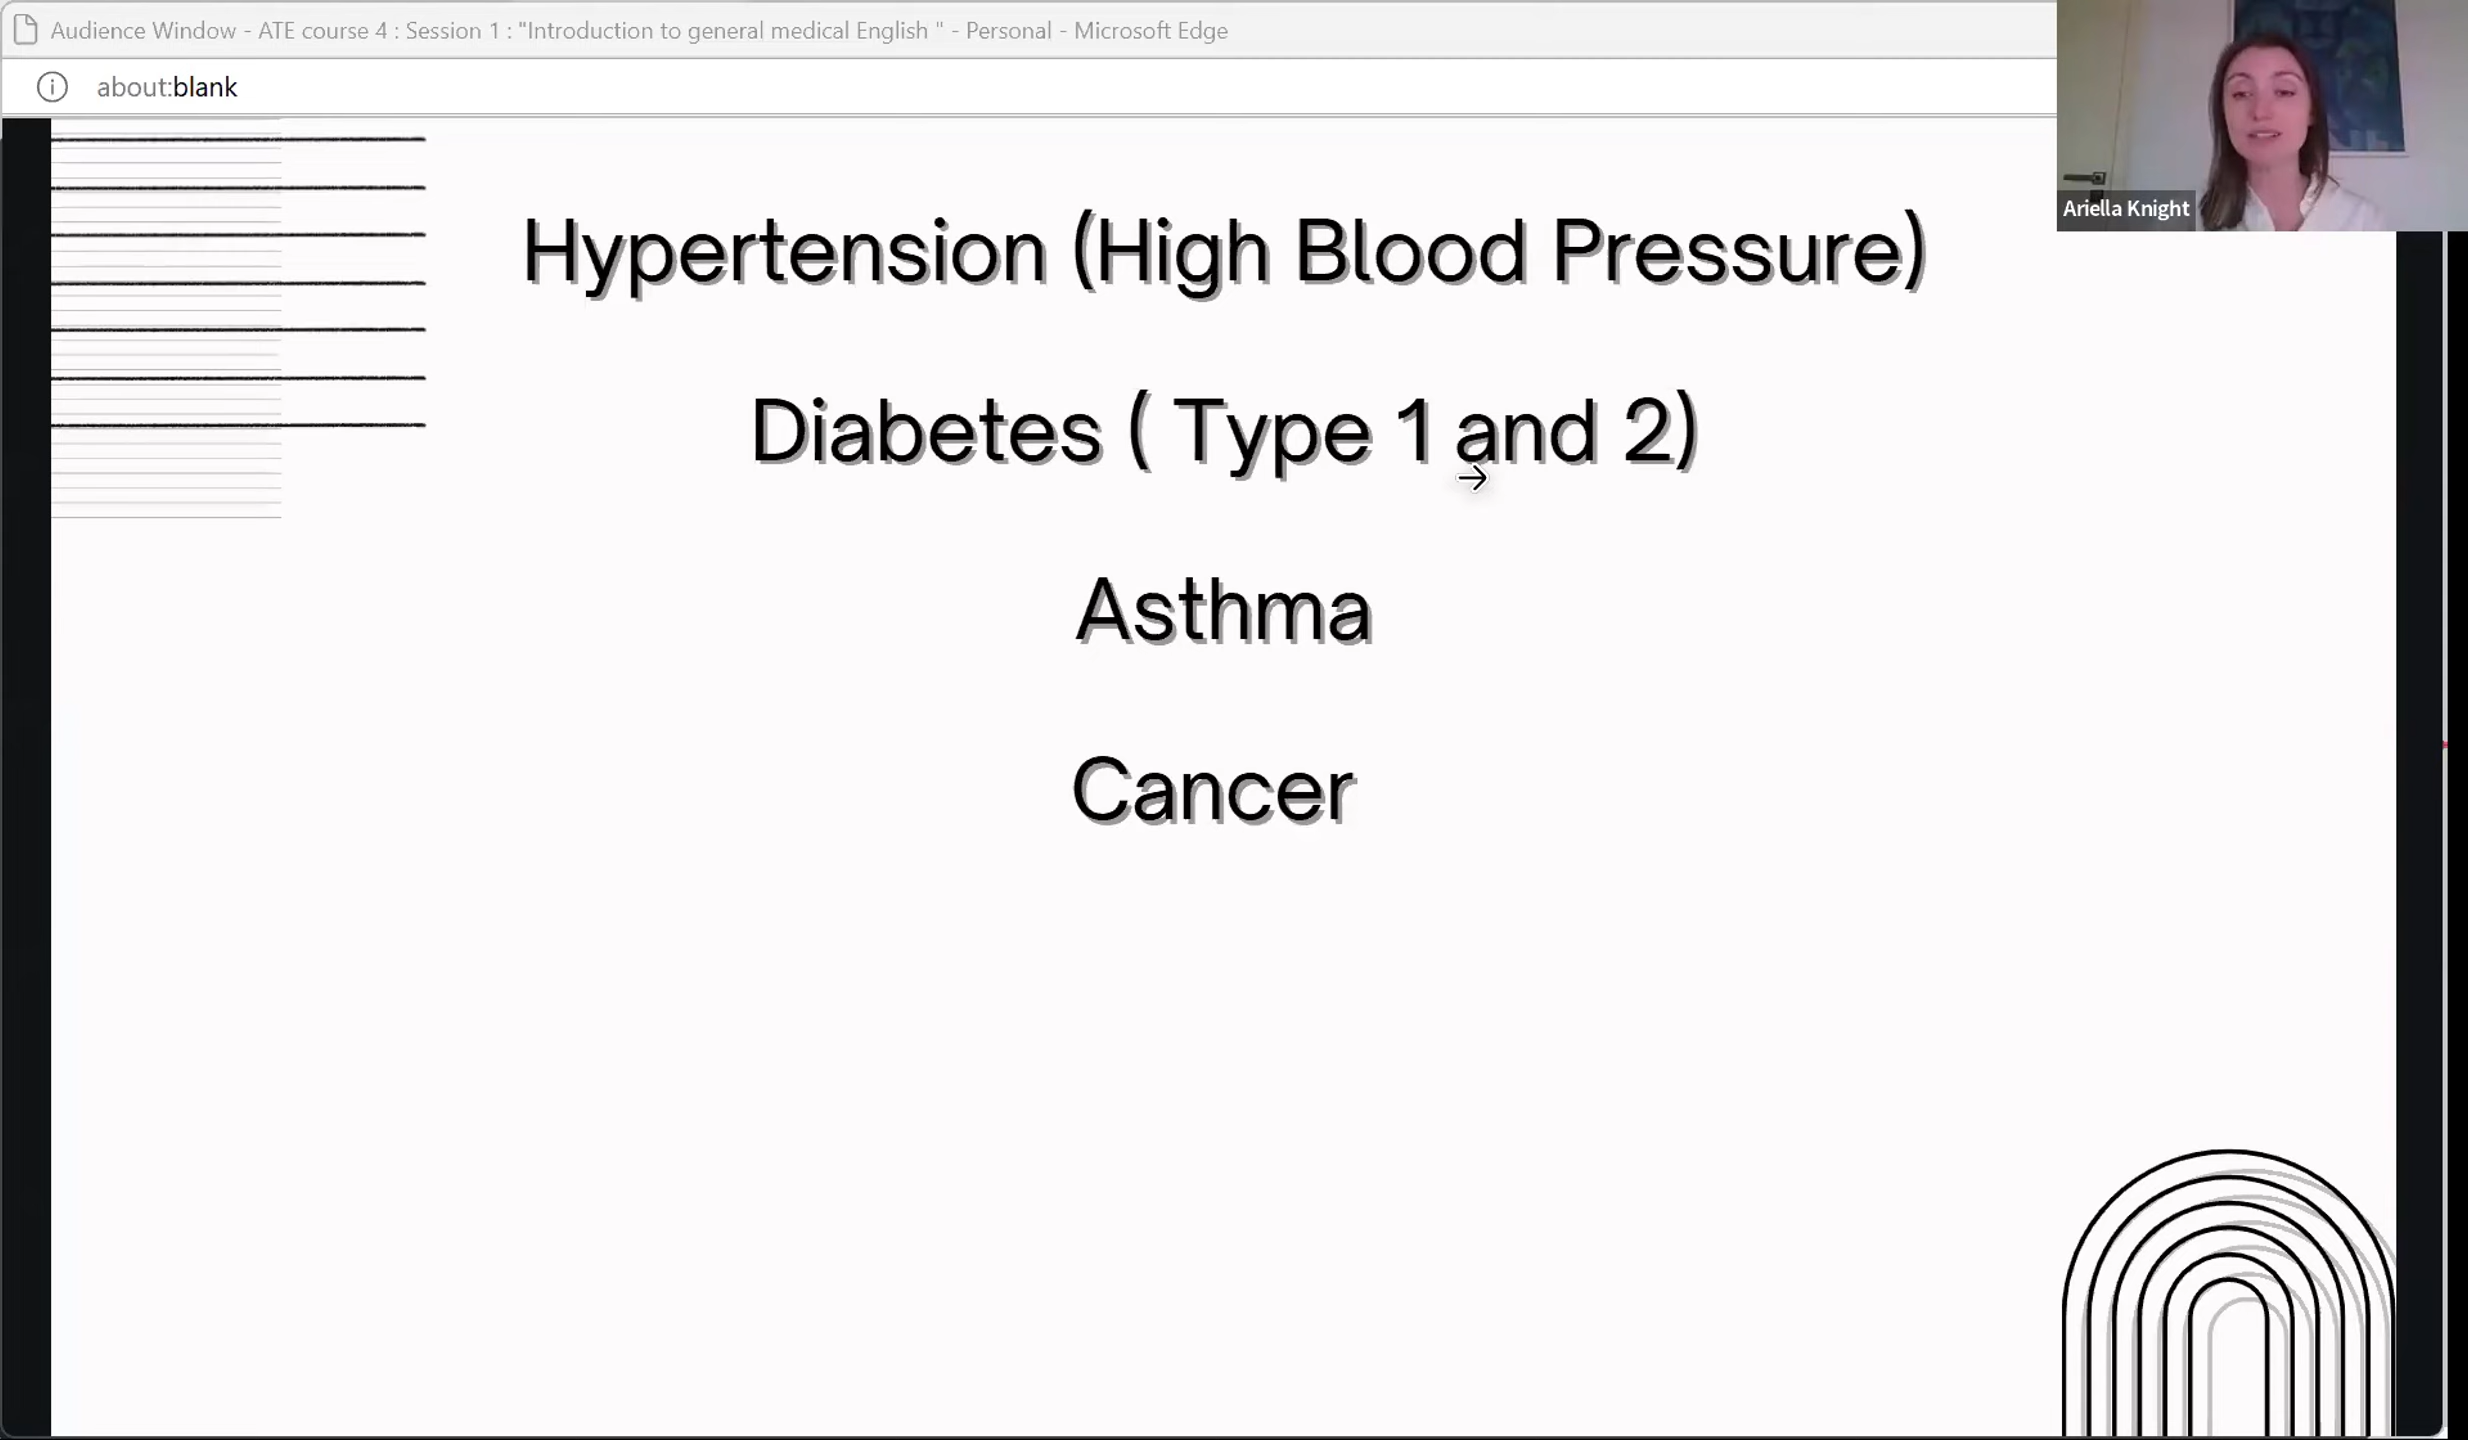 Audience Window - ATE course 4 : Session 1 : "Introduction to general medical English " - Personal - Microsoft Edge
about:blank
Ariella Knight
Hypertension (High Blood Pressure)
Diabetes ( Type 1 and 2)
Asthma
Cancer